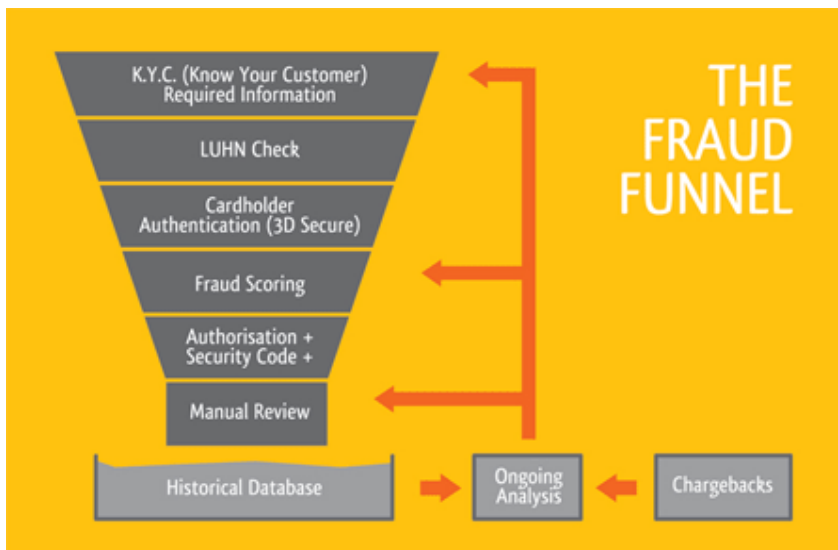 THE
FRAUD
FUNNEL
K.Y.C. (Know Your Customer)
Required Information
LUHN Check
Cardholder
Authentication (3D Secure)
Fraud Scoring
Authorisation +
Security Code +
Manual Review
Historical Database
Ongoing
Analysis
Chargebacks